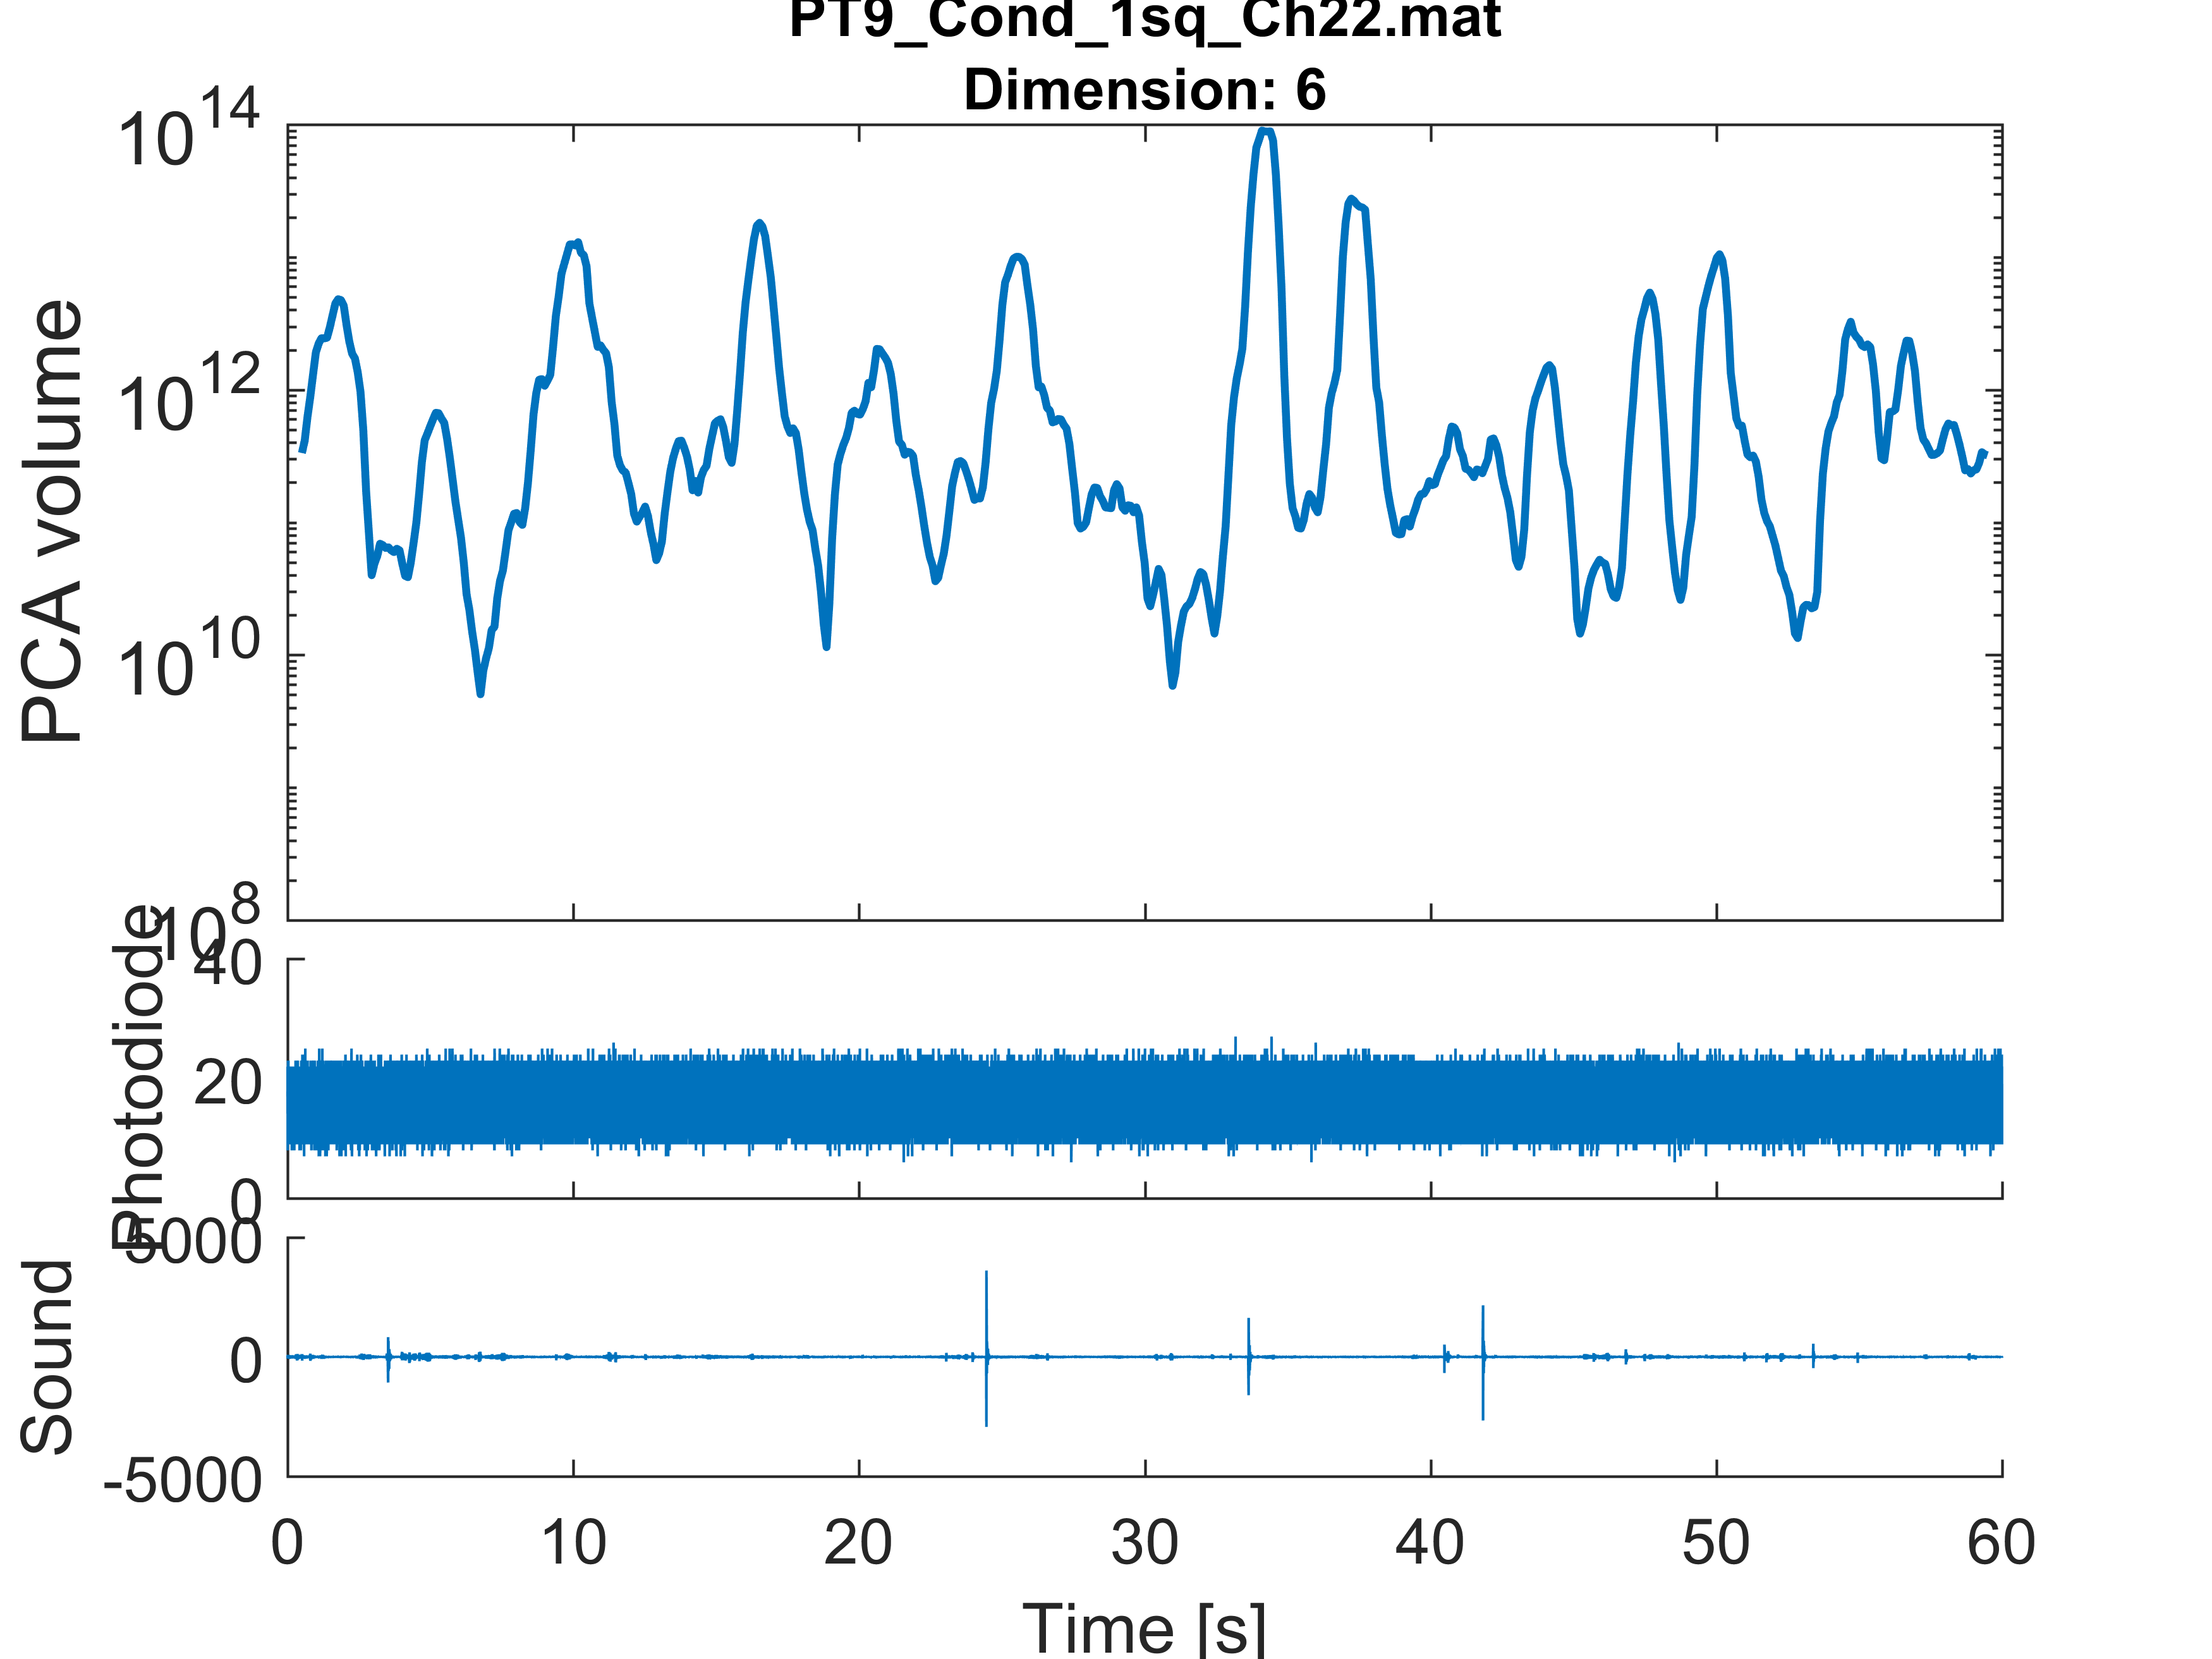 PT9_Cond_1sq_Ch22.mat
Dimension: 6
10^14
10^12
10^10
10^8
PCA volume
40
20
0
Photodiode
5000
0
-5000
Sound
0 10 20 30 40 50 60
Time [s]